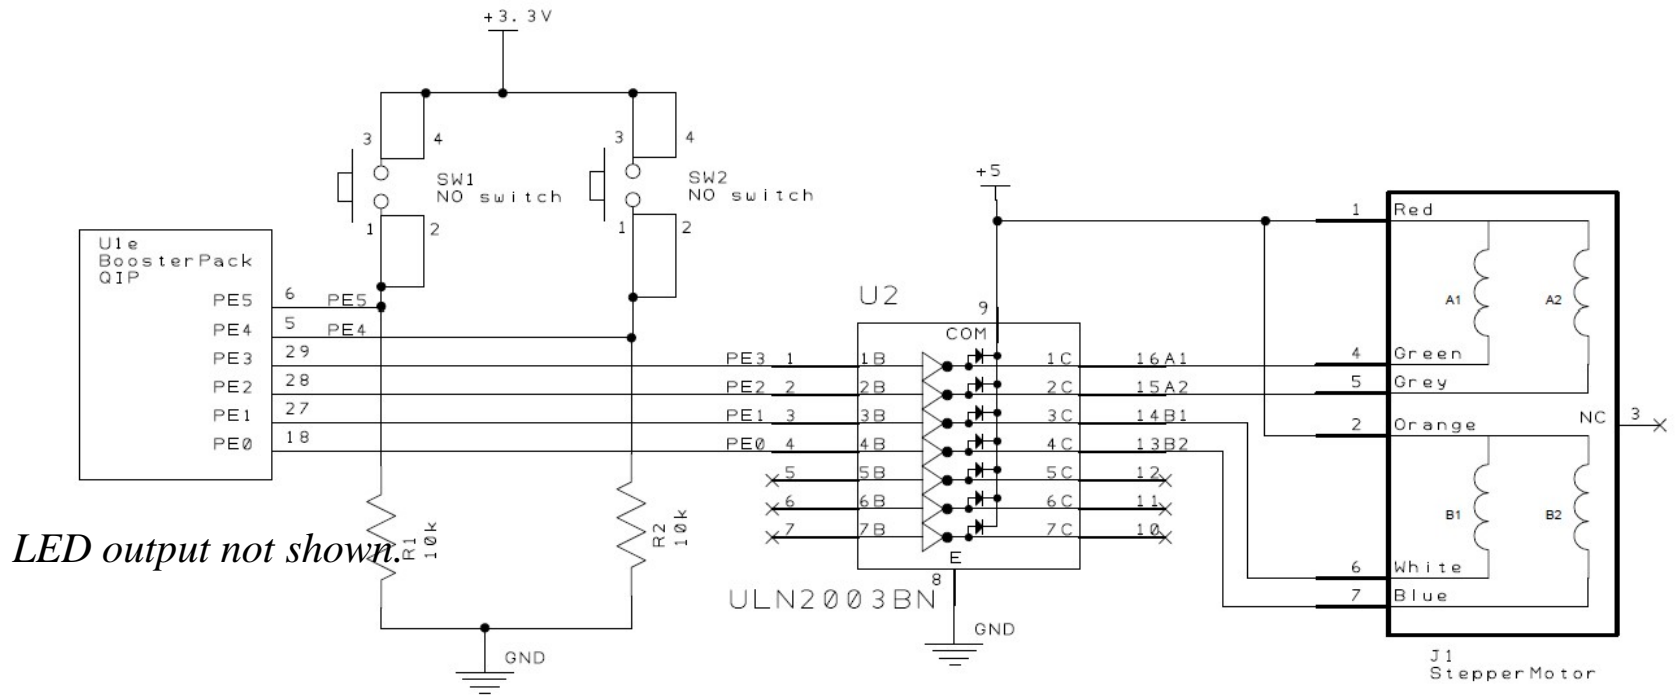 +3.3V
3
4
SW1
NO switch
1
2
3
4
SW2
NO switch
1
2
U1e
BoosterPack
QIP
PE5 6 PE5
PE4 5 PE4
PE3 29
PE2 28
PE1 27
PE0 18
R1
10k
R2
10k
GND
LED output not shown.
+5
U2
9
COM
PE3 1 1B 1C 16 A1
PE2 2 2B 2C 15 A2
PE1 3 3B 3C 14 B1
PE0 4 4B 4C 13 B2
5 5B 5C 12
6 6B 6C 11
7 7B 7C 10
E
8
ULN2003BN
GND
1 Red
A1
A2
4 Green
5 Grey
NC 3
2 Orange
B1
B2
6 White
7 Blue
J1
StepperMotor